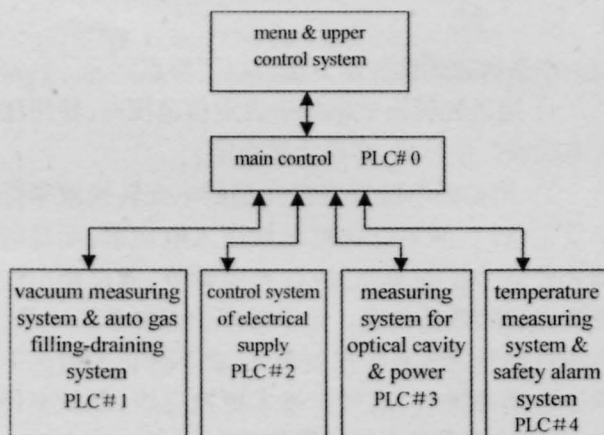 menu & upper
control system
main control PLC# 0
vacuum measuring
system & auto gas
filling-draining
system
PLC#1
control system
of electrical
supply
PLC#2
measuring
system for
optical cavity
& power
PLC#3
temperature
measuring
system &
safety alarm
system
PLC#4